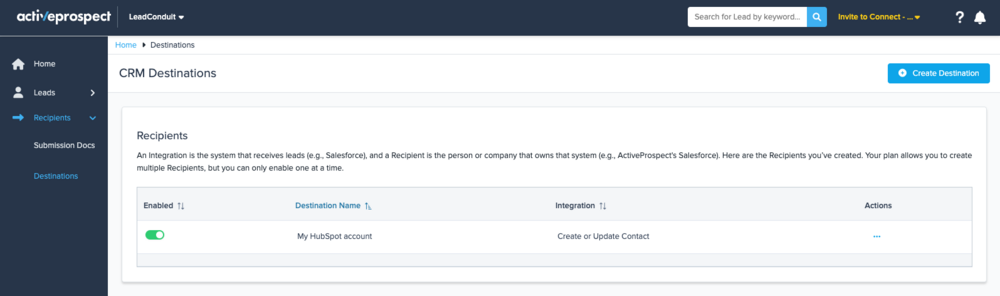 activeprospect
LeadConduit
Search for Lead by keyword...
Invite to Connect - ...
?
Home
Leads
Recipients
Submission Docs
Destinations
Home Destinations
CRM Destinations
Create Destination
Recipients
An Integration is the system that receives leads (e.g., Salesforce), and a Recipient is the person or company that owns that system (e.g., ActiveProspect's Salesforce). Here are the Recipients you've created. Your plan allows you to create
multiple Recipients, but you can only enable one at a time.
Enabled Destination Name Integration Actions
My HubSpot account Create or Update Contact ...